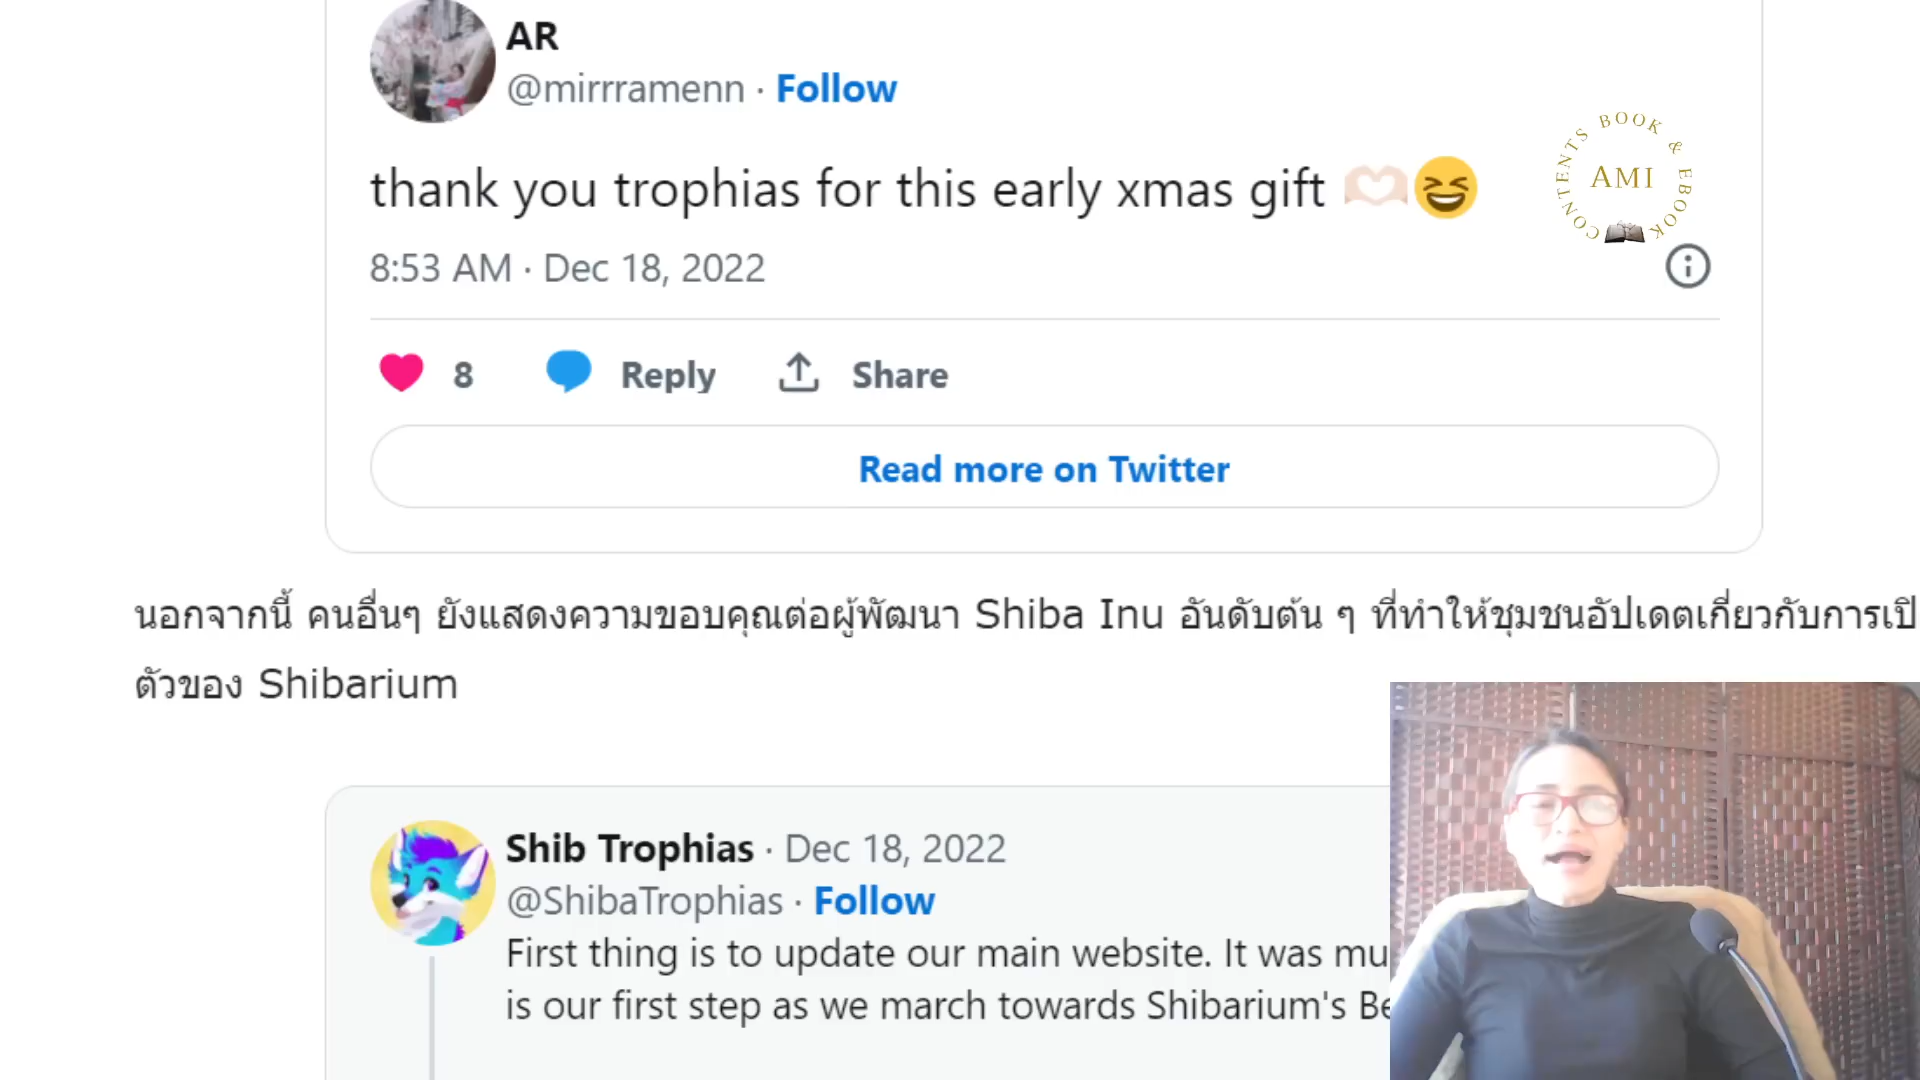 AR
@mirrramenn · Follow
thank you trophias for this early xmas gift 🫶🏻😆
CONTENTS BOOK & EBOOK
AMI
8:53 AM · Dec 18, 2022
8 Reply Share
Read more on Twitter
นอกจากนี้ คนอื่นๆ ยังแสดงความขอบคุณต่อผู้พัฒนา Shiba Inu อันดับต้น ๆ ที่ทำให้ชุมชนอัปเดตเกี่ยวกับการเปิ
ตัวของ Shibarium
Shib Trophias · Dec 18, 2022
@ShibaTrophias · Follow
First thing is to update our main website. It was mu
is our first step as we march towards Shibarium's Be